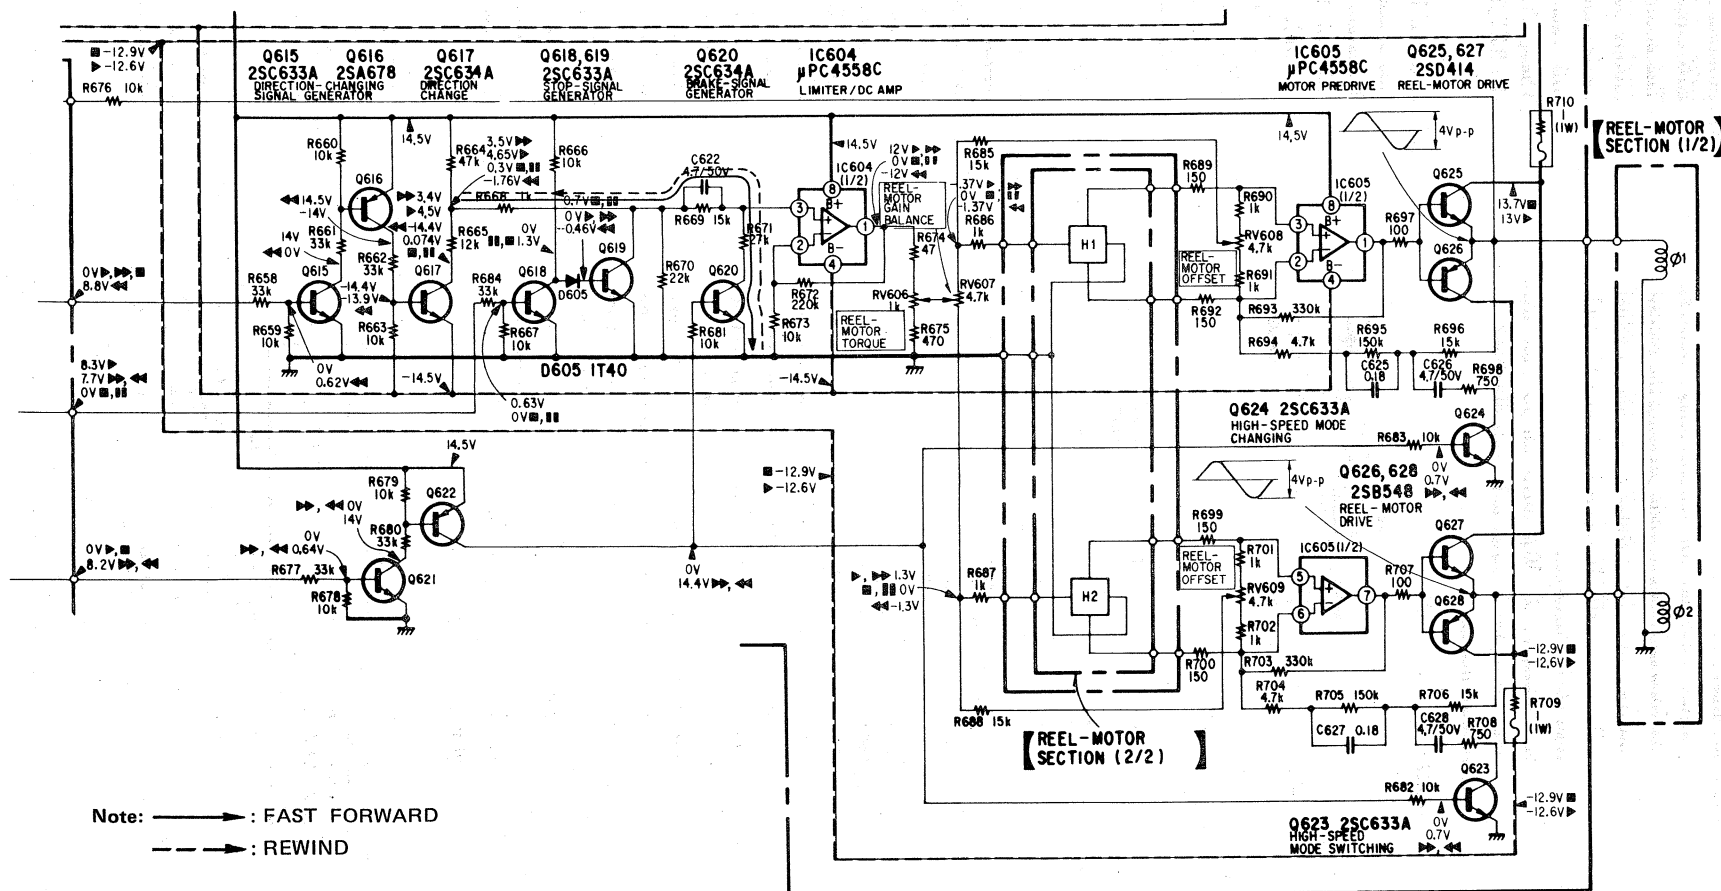 ■ -12.9V
▶ -12.6V
R676 10k
Q615
2SC633A
DIRECTION-CHANGING
SIGNAL GENERATOR
Q616
2SA678
Q617
2SC634A
DIRECTION
CHANGE
Q618, 619
2SC633A
STOP-SIGNAL
GENERATOR
Q620
2SC634A
BRAKE-SIGNAL
GENERATOR
IC604
μPC4558C
LIMITER/DC AMP
IC605
μPC4558C
MOTOR PREDRIVE
Q625, 627
2SD414
REEL-MOTOR DRIVE
4Vp-p
R710
1
(1W)
【REEL-MOTOR
SECTION (1/2)】
14.5V
R660
10k
Q616
R664
47k
3.5V ▶▶
4.65V ▶
0.3V ■, ▮▮
-1.76V ◀◀
R666
10k
C622
4.7/50V
14.5V
IC604
(1/2)
12V ▶, ▶▶
0V ■, ▮▮
-12V ◀◀
REEL-
MOTOR
GAIN
BALANCE
R685
15k
.37V ▶, ▶▶
0V ■, ▮▮
-1.37V ◀◀
R686
1k
H1
R689
150
14.5V
R690
1k
RV608
4.7k
R691
1k
IC605
(1/2)
8
B+
3
2
1
B-
4
R697
100
Q625
Q626
13.7V ■
13V ▶
Ø1
◀◀ 14.5V
-14V
R661
33k
14V
◀◀ 0V
▶▶ 3.4V
▶ 4.5V
◀◀ -14.4V
0.074V
■, ▮▮
R662
33k
R665
12k
R668 1k
0.7V ■, ▮▮
0V ▶, ▶▶
-0.46V ◀◀
0V
▮▮, ■ 1.3V
Q619
D605
R669 15k
R671
27k
R670
22k
Q620
8
B+
3
2
1
B-
4
R674
47
RV606
1k
RV607
4.7k
R675
470
REEL-
MOTOR
TORQUE
REEL-
MOTOR
OFFSET
R692
150
R693 330k
R694 4.7k
R695
150k
C625
0.18
R696
15k
C626
4.7/50V
R698
750
0V ▶, ▶▶, ■
8.8V ◀◀
R658
33k
R659
10k
Q615
-14.4V
-13.9V
◀◀
R663
10k
Q617
R684
33k
Q618
R667
10k
R681
10k
R672
220k
R673
10k
D605 1T40
0V
0.62V ◀◀
-14.5V
0.63V
0V ■, ▮▮
-14.5V
8.3V ▶
7.7V ▶▶, ◀◀
0V ■, ▮▮
Q624 2SC633A
HIGH-SPEED MODE
CHANGING
R683 10k
Q624
0V
0.7V
▶▶, ◀◀
14.5V
■ -12.9V
▶ -12.6V
4Vp-p
Q626, 628
2SB548
REEL-MOTOR
DRIVE
R679
10k
Q622
▶▶, ◀◀ 0V
14V
R680
33k
▶▶, ◀◀ 0V
0.64V
0V ▶, ■
8.2V ▶▶, ◀◀
R677 33k
R678
10k
Q621
0V
14.4V ▶▶, ◀◀
▶, ▶▶ 1.3V
■, ▮▮ 0V
◀◀ -1.3V
R687
1k
H2
R699
150
REEL-
MOTOR
OFFSET
R701
1k
RV609
4.7k
R702
1k
IC605(1/2)
5
6
7
R707
100
Q627
Q628
Ø2
-12.9V ■
-12.6V ▶
R700
150
R703 330k
R704
4.7k
R705 150k
C627 0.18
R706 15k
C628
4.7/50V
R708
750
R709
1
(1W)
R688 15k
【REEL-MOTOR
SECTION (2/2)】
R682 10k
Q623
0V
0.7V
▶▶, ◀◀
-12.9V ■
-12.6V ▶
Q623 2SC633A
HIGH-SPEED
MODE SWITCHING
Note: : FAST FORWARD
: REWIND